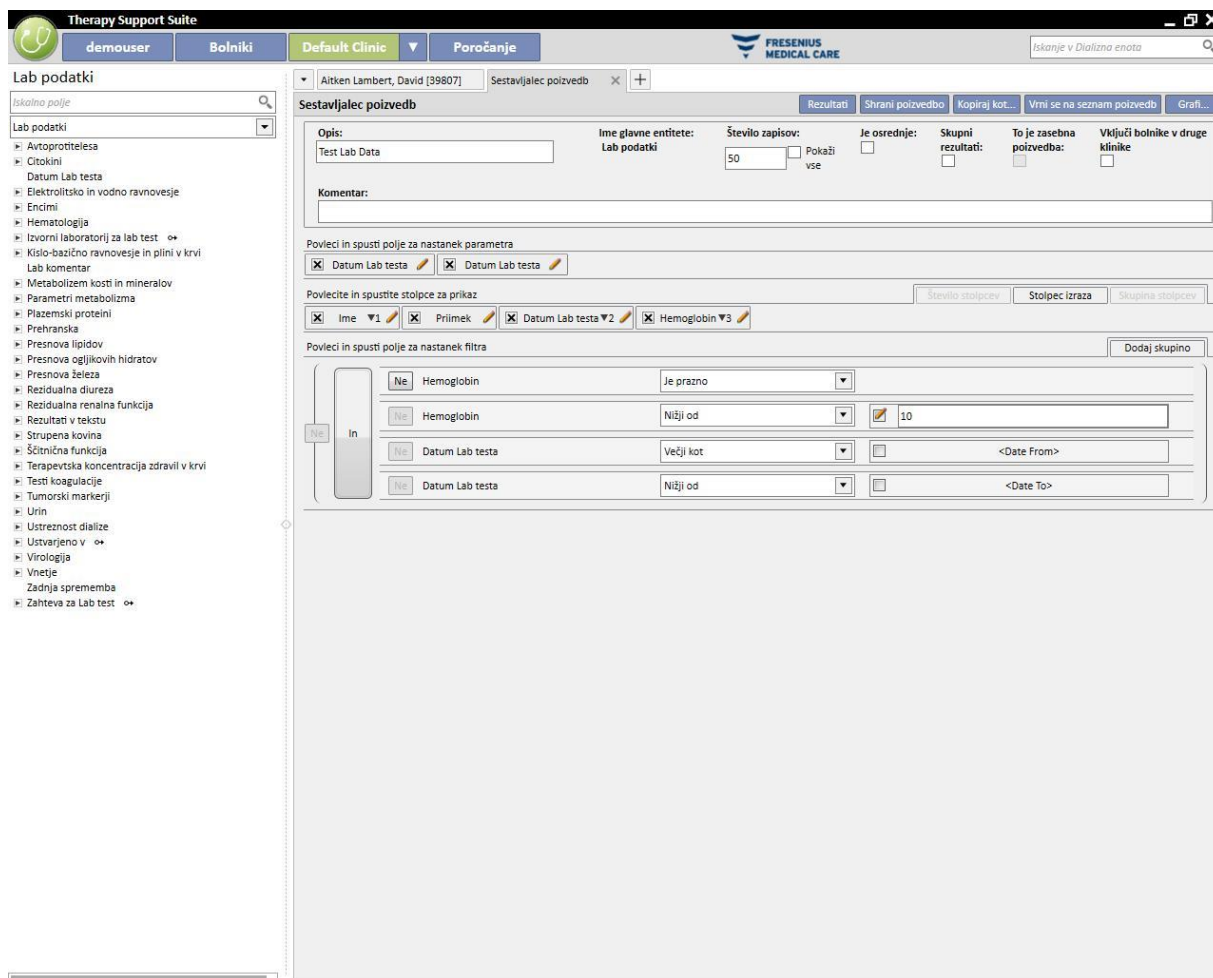 Therapy Support Suite
demouser
Bolniki
Default Clinic
Poročanje
FRESENIUS
MEDICAL CARE
Iskanje v Dializna enota
Lab podatki
Iskalno polje
Lab podatki
Avtoprotitelesa
Citokini
Datum Lab testa
Elektrolitsko in vodno ravnovesje
Encimi
Hematologija
Izvorni laboratorij za lab test
Kislo-bazično ravnovesje in plini v krvi
Lab komentar
Metabolizem kosti in mineralov
Parametri metabolizma
Plazemski proteini
Prehranska
Presnova lipidov
Presnova ogljikovih hidratov
Presnova železa
Rezidualna diureza
Rezidualna renalna funkcija
Rezultati v tekstu
Strupena kovina
Ščitnična funkcija
Terapevtska koncentracija zdravil v krvi
Testi koagulacije
Tumorski markerji
Urin
Ustreznost dialize
Ustvarjeno v
Virologija
Vnetje
Zadnja sprememba
Zahteva za Lab test
Aitken Lambert, David [39807]
Sestavljalec poizvedb
Sestavljalec poizvedb
Rezultati
Shrani poizvedbo
Kopiraj kot...
Vrni se na seznam poizvedb
Grafi...
Opis:
Test Lab Data
Ime glavne entitete:
Lab podatki
Število zapisov:
50
Pokaži
vse
Je osrednje:
Skupni
rezultati:
To je zasebna
poizvedba:
Vključi bolnike v druge
klinike
Komentar:
Povleci in spusti polje za nastanek parametra
Datum Lab testa
Datum Lab testa
Povlecite in spustite stolpce za prikaz
Število stolpcev
Stolpec izraza
Skupina stolpcev
Ime ▼1
Priimek
Datum Lab testa ▼2
Hemoglobin ▼3
Povleci in spusti polje za nastanek filtra
Dodaj skupino
Ne
In
Ne Hemoglobin Je prazno
Ne Hemoglobin Nižji od 10
Ne Datum Lab testa Večji kot <Date From>
Ne Datum Lab testa Nižji od <Date To>